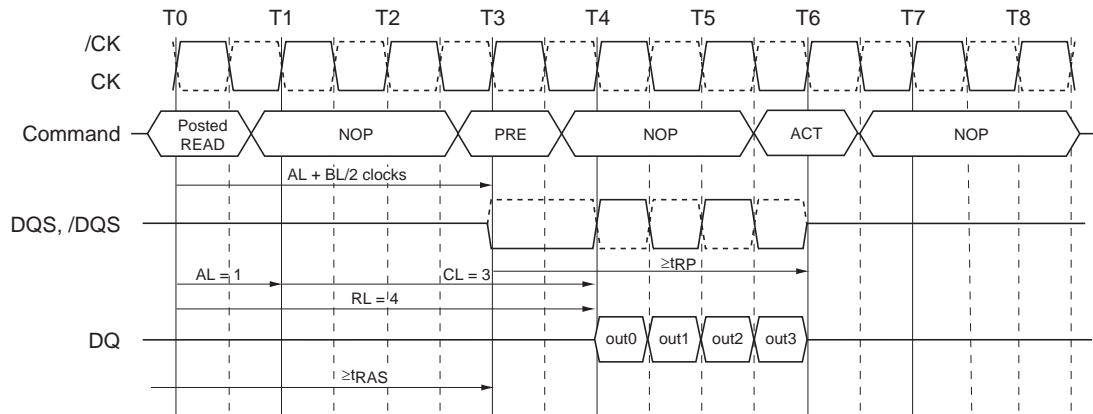 T0 T1 T2 T3 T4 T5 T6 T7 T8
/CK
CK
Command
Posted
READ
NOP
PRE
NOP
ACT
NOP
AL + BL/2 clocks
DQS, /DQS
≥tRP
AL = 1
CL = 3
RL = 4
DQ
out0 out1 out2 out3
≥tRAS